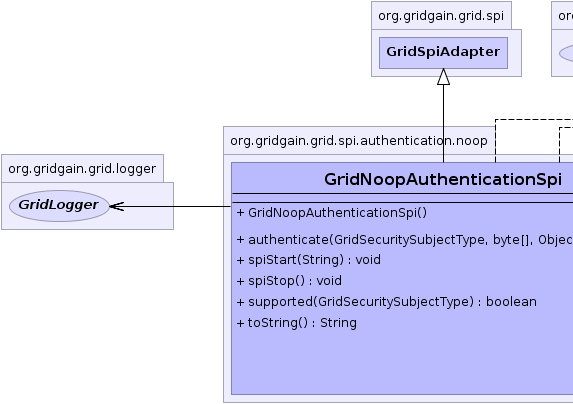 org.gridgain.grid.spi
GridSpiAdapter
org.gridgain.grid.spi.authentication.noop
org.gridgain.grid.logger
GridLogger
GridNoopAuthenticationSpi
+ GridNoopAuthenticationSpi()
+ authenticate(GridSecuritySubjectType, byte[], Objec
+ spiStart(String) : void
+ spiStop() : void
+ supported(GridSecuritySubjectType) : boolean
+ toString() : String